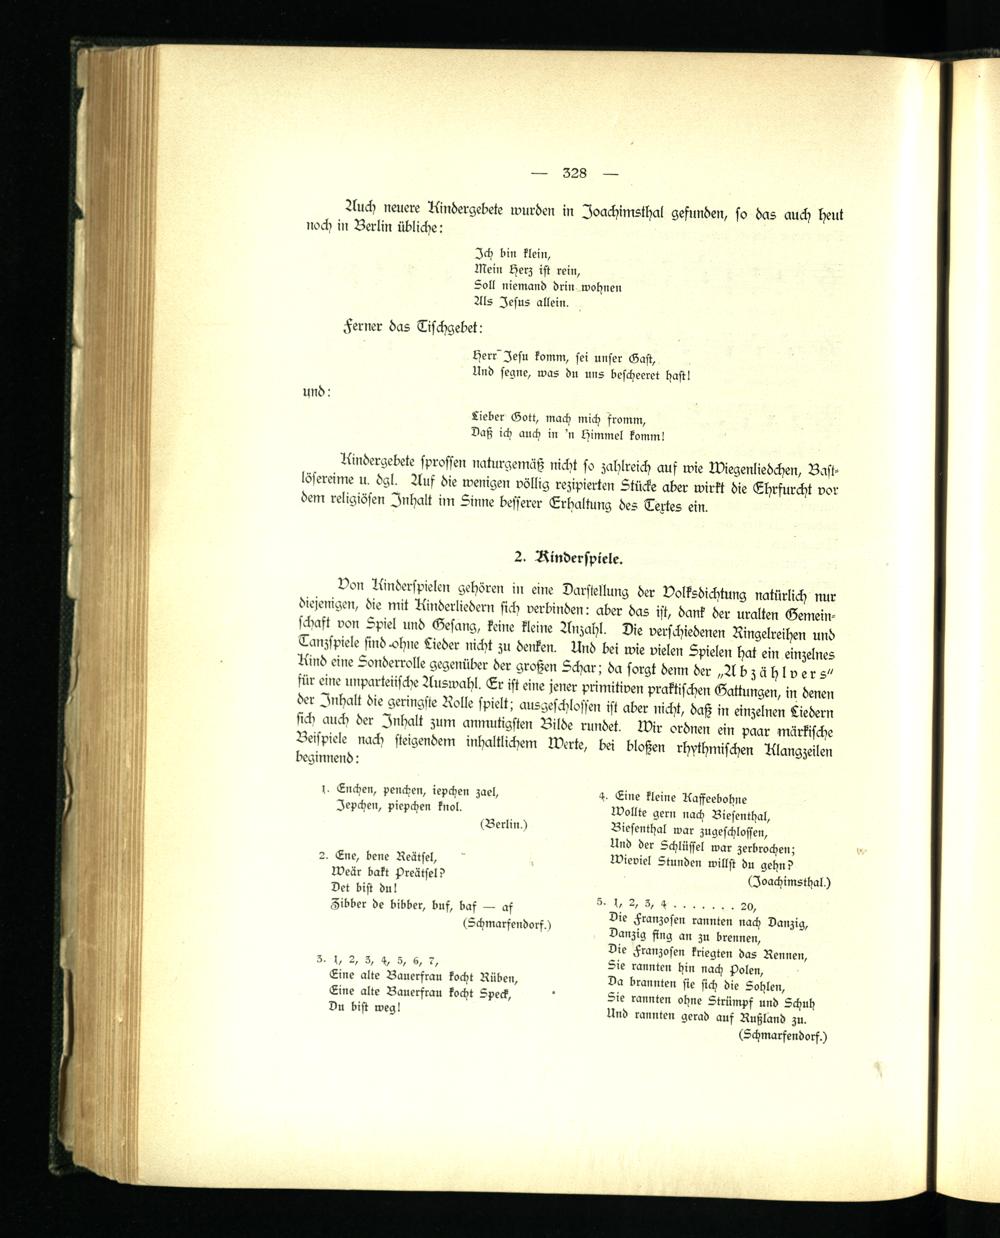 — 328 —
Auch neuere Kindergebete wurden in Joachimsthal gefunden, so das auch heut
noch in Berlin übliche:
Ich bin klein,
Mein Herz ist rein,
Soll niemand drin wohnen
Als Jesus allein.
Ferner das Tischgebet:
Herr Jesu komm, sei unser Gast,
Und segne, was du uns bescheeret hast!
und:
Lieber Gott, mach mich fromm,
Daß ich auch in 'n Himmel komm!
Kindergebete sprossen naturgemäß nicht so zahlreich auf wie Wiegenliedchen, Bast-
lösereime u. dgl. Auf die wenigen völlig rezipierten Stücke aber wirkt die Ehrfurcht vor
dem religiösen Inhalt im Sinne besserer Erhaltung des Textes ein.
2. Kinderspiele.
Von Kinderspielen gehören in eine Darstellung der Volksdichtung natürlich nur
diejenigen, die mit Kinderliedern sich verbinden: aber das ist, dank der uralten Gemein-
schaft von Spiel und Gesang, keine kleine Anzahl. Die verschiedenen Ringelreihen und
Tanzspiele sind ohne Lieder nicht zu denken. Und bei wie vielen Spielen hat ein einzelnes
Kind eine Sonderrolle gegenüber der großen Schar; da sorgt denn der „Abzählvers“
für eine unparteiische Auswahl. Er ist eine jener primitiven praktischen Gattungen, in denen
der Inhalt die geringste Rolle spielt; ausgeschlossen ist aber nicht, daß in einzelnen Liedern
sich auch der Inhalt zum anmutigsten Bilde rundet. Wir ordnen ein paar märkische
Beispiele nach steigendem inhaltlichem Werte, bei bloßen rhythmischen Klangzeilen
beginnend:
1. Enchen, penchen, iepchen zael,
Jepchen, piepchen knol.
(Berlin.)
2. Ene, bene Reätsel,
Weär bakt Preätsel?
Det bist du!
Zibber de bibber, buf, baf — af
(Schmarfendorf.)
3. 1, 2, 3, 4, 5, 6, 7,
Eine alte Bauerfrau kocht Rüben,
Eine alte Bauerfrau kocht Speck,
Du bist weg!
4. Eine kleine Kaffeebohne
Wollte gern nach Biesenthal,
Biesenthal war zugeschlossen,
Und der Schlüssel war zerbrochen;
Wieviel Stunden willst du gehn?
(Joachimsthal.)
5. 1, 2, 3, 4 . . . . . . . 20,
Die Franzosen rannten nach Danzig,
Danzig fing an zu brennen,
Die Franzosen kriegten das Rennen,
Sie rannten hin nach Polen,
Da brannten sie sich die Sohlen,
Sie rannten ohne Strümpf und Schuh
Und rannten gerad auf Rußland zu.
(Schmarfendorf.)